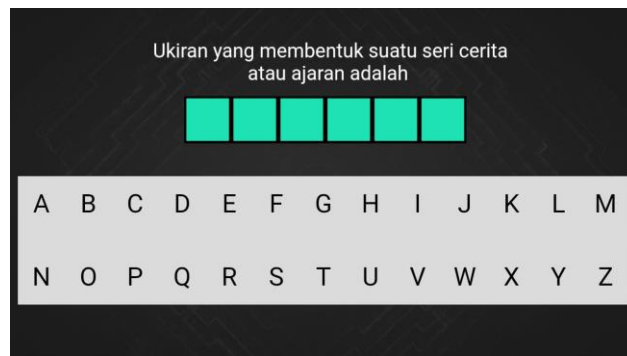 Ukiran yang membentuk suatu seri cerita
atau ajaran adalah
A B C D E F G H I J K L M
N O P Q R S T U V W X Y Z